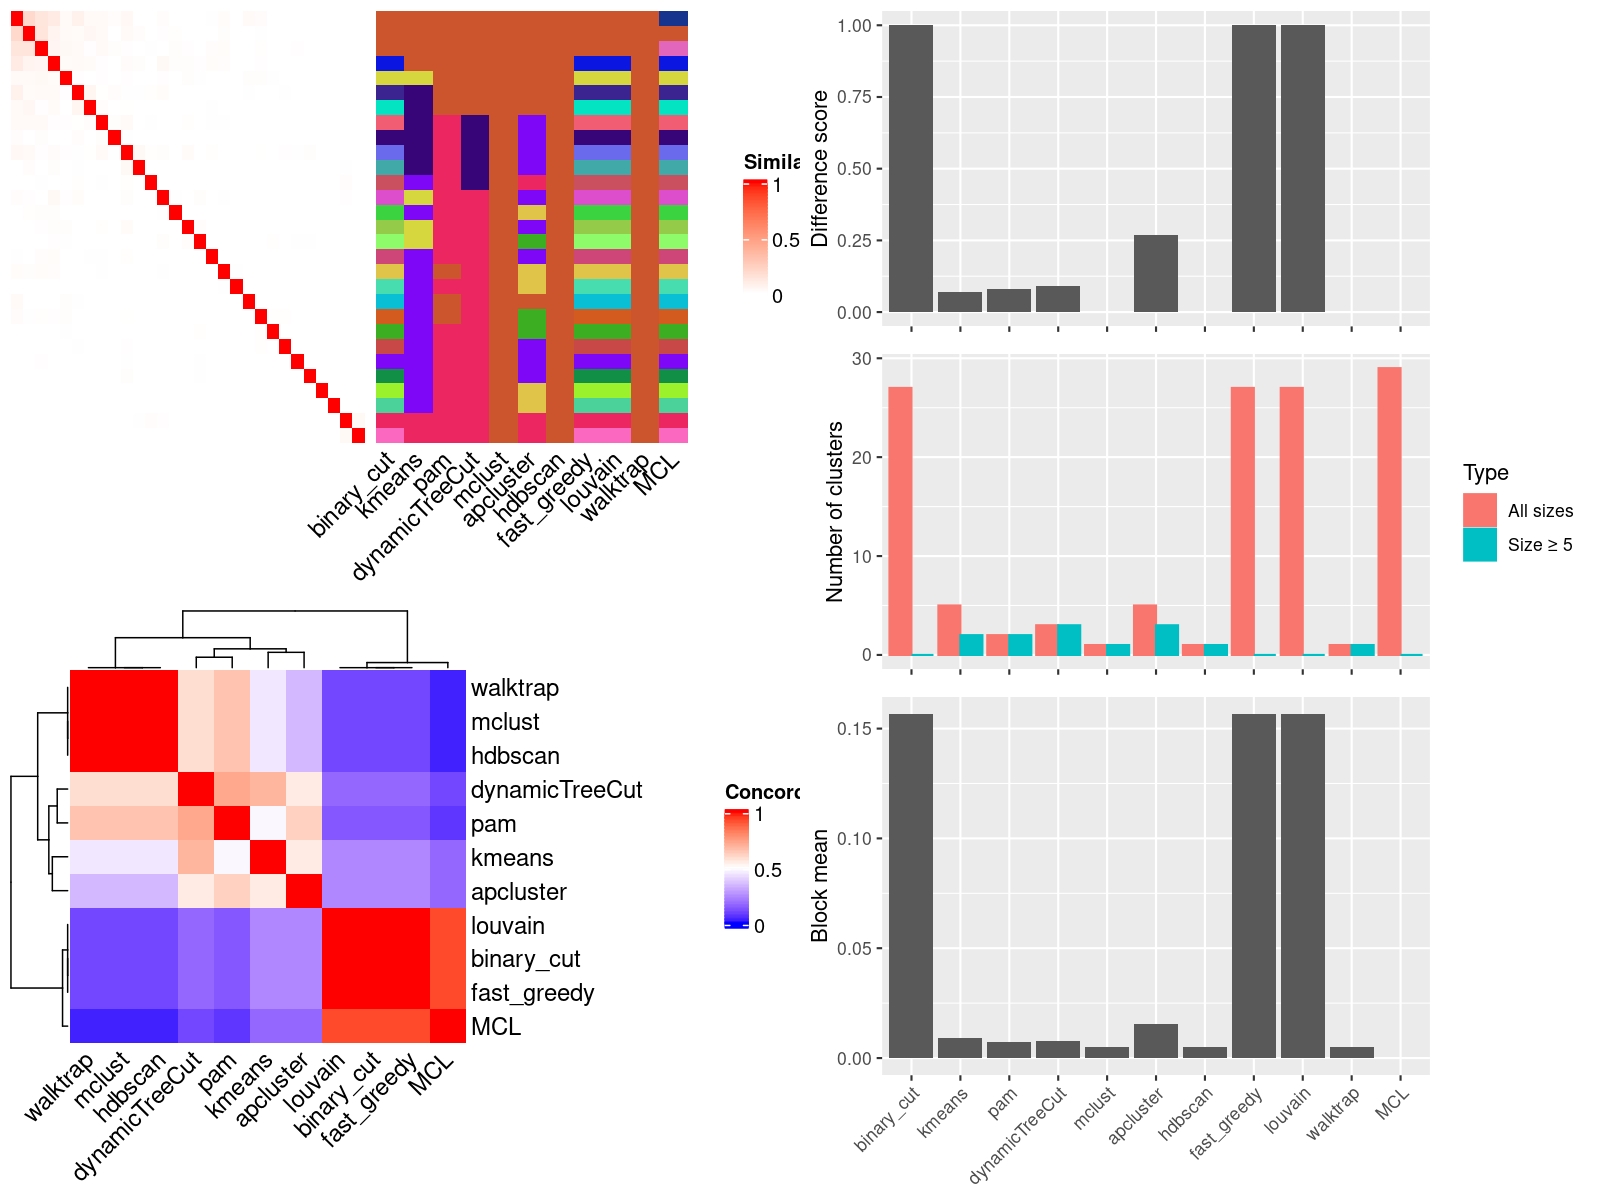 Simila
1
0.5
0
binary_cut
kmeans
pam
dynamicTreeCut
mclust
apcluster
hdbscan
fast_greedy
louvain
walktrap
MCL
walktrap
mclust
hdbscan
dynamicTreeCut
pam
kmeans
apcluster
louvain
binary_cut
fast_greedy
MCL
walktrap
mclust
hdbscan
dynamicTreeCut
pam
kmeans
apcluster
louvain
binary_cut
fast_greedy
MCL
Concord
1
0.5
0
Difference score
1.00
0.75
0.50
0.25
0.00
Number of clusters
30
20
10
0
Type
All sizes
Size ≥ 5
Block mean
0.15
0.10
0.05
0.00
binary_cut
kmeans
pam
dynamicTreeCut
mclust
apcluster
hdbscan
fast_greedy
louvain
walktrap
MCL